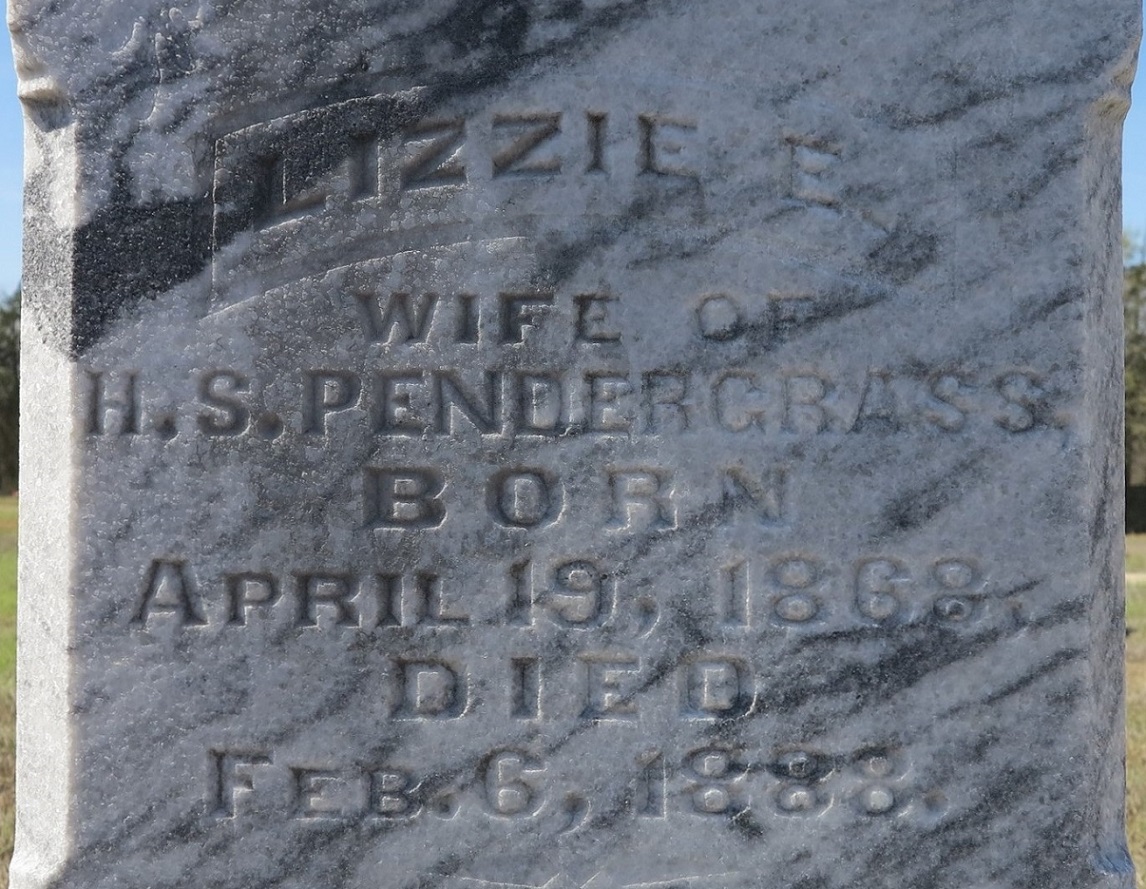 LIZZIE E.
WIFE OF
H. S. PENDERGRASS.
BORN
APRIL 19, 1868.
DIED
FEB. 6, 1888.